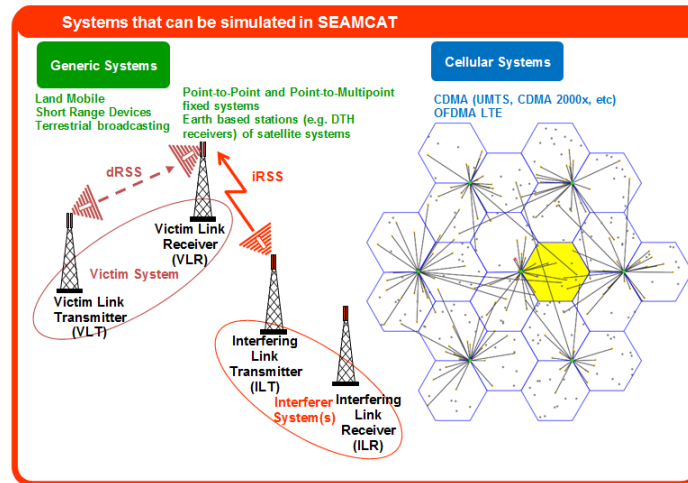 Systems that can be simulated in SEAMCAT
Generic Systems
Cellular Systems
Land Mobile
Short Range Devices
Terrestrial broadcasting
Point-to-Point and Point-to-Multipoint
fixed systems
Earth based stations (e.g. DTH
receivers) of satellite systems
CDMA (UMTS, CDMA 2000x, etc)
OFDMA LTE
dRSS
iRSS
Victim Link
Receiver
(VLR)
Victim System
Victim Link
Transmitter
(VLT)
Interfering
Link
Transmitter
(ILT)
Interferer
System(s)
Interfering
Link
Receiver
(ILR)